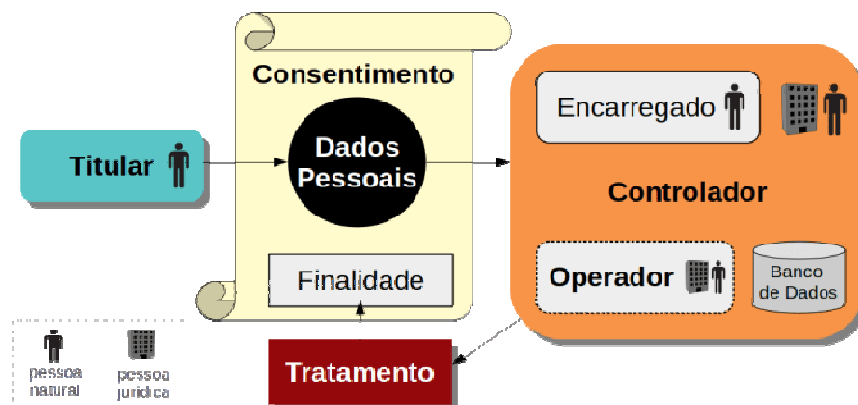 Consentimento
Titular
Dados
Pessoais
Finalidade
Tratamento
Encarregado
Controlador
Operador
Banco
de Dados
pessoa
natural
pessoa
jurídica